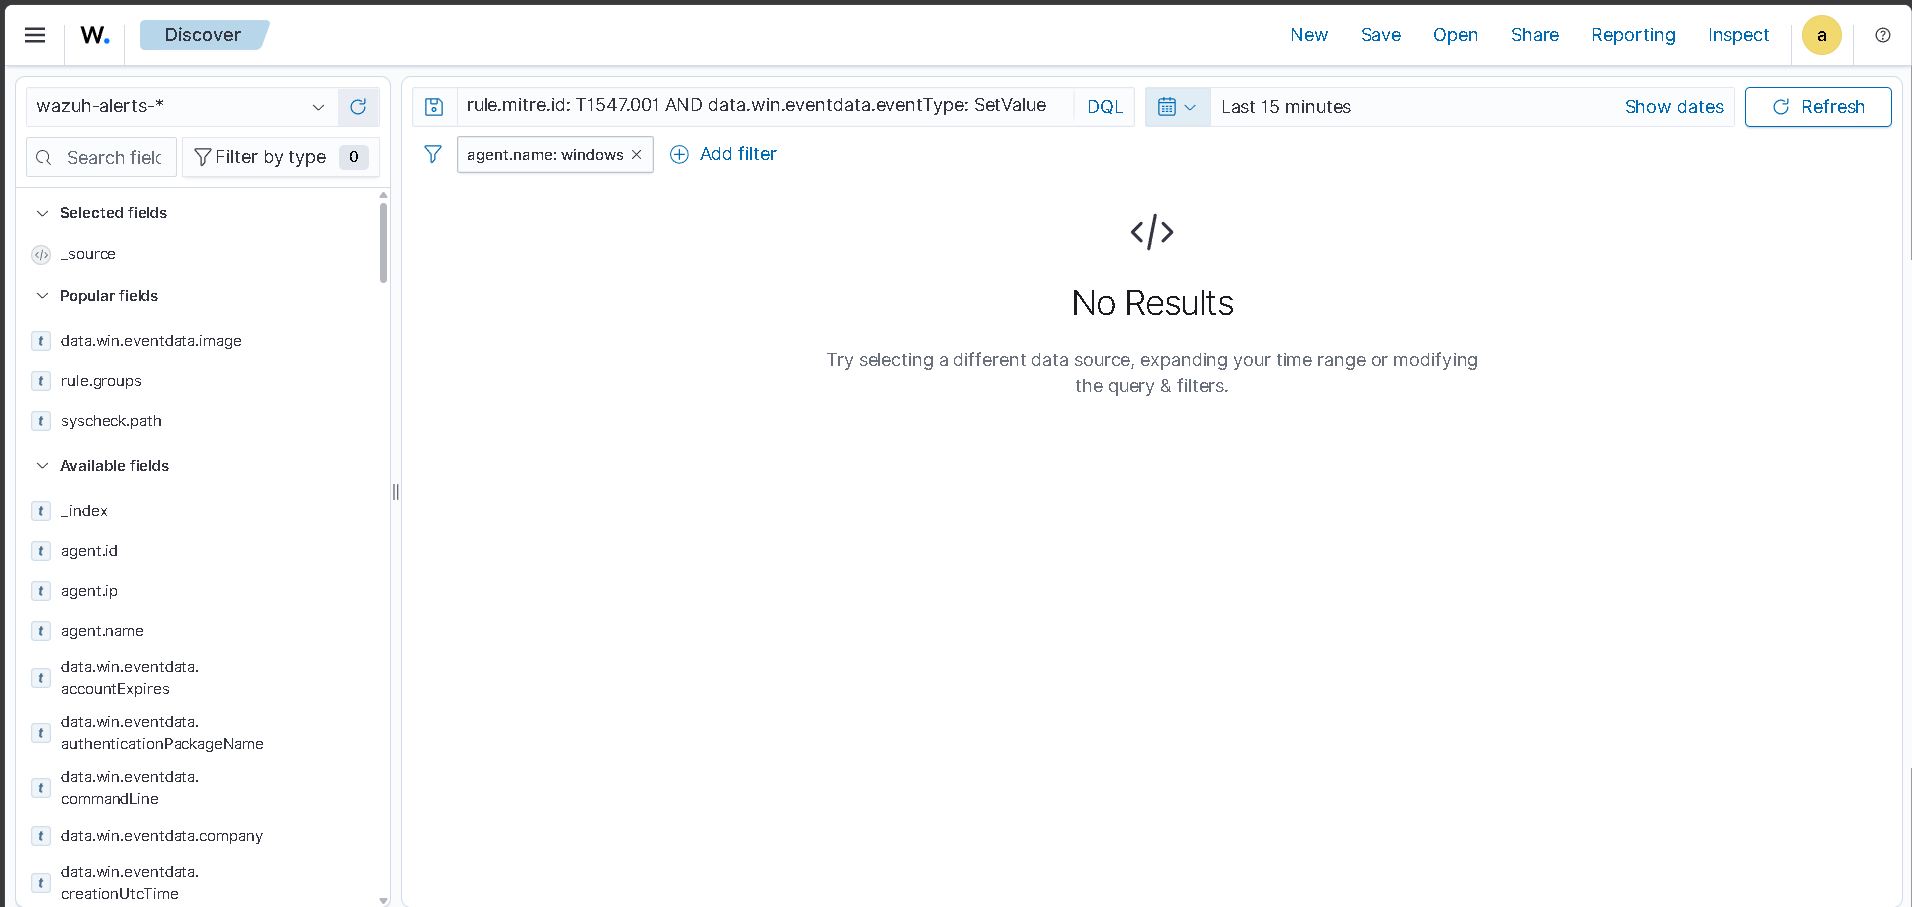 W.
Discover
New
Save
Open
Share
Reporting
Inspect
a
wazuh-alerts-*
Search fielc
Filter by type
0
Selected fields
_source
Popular fields
t data.win.eventdata.image
t rule.groups
t syscheck.path
Available fields
t _index
t agent.id
t agent.ip
t agent.name
t data.win.eventdata.
accountExpires
t data.win.eventdata.
authenticationPackageName
t data.win.eventdata.
commandLine
t data.win.eventdata.company
t data.win.eventdata.
creationUtcTime
rule.mitre.id: T1547.001 AND data.win.eventdata.eventType: SetValue
DQL
Last 15 minutes
Show dates
Refresh
agent.name: windows
Add filter
No Results
Try selecting a different data source, expanding your time range or modifying
the query & filters.